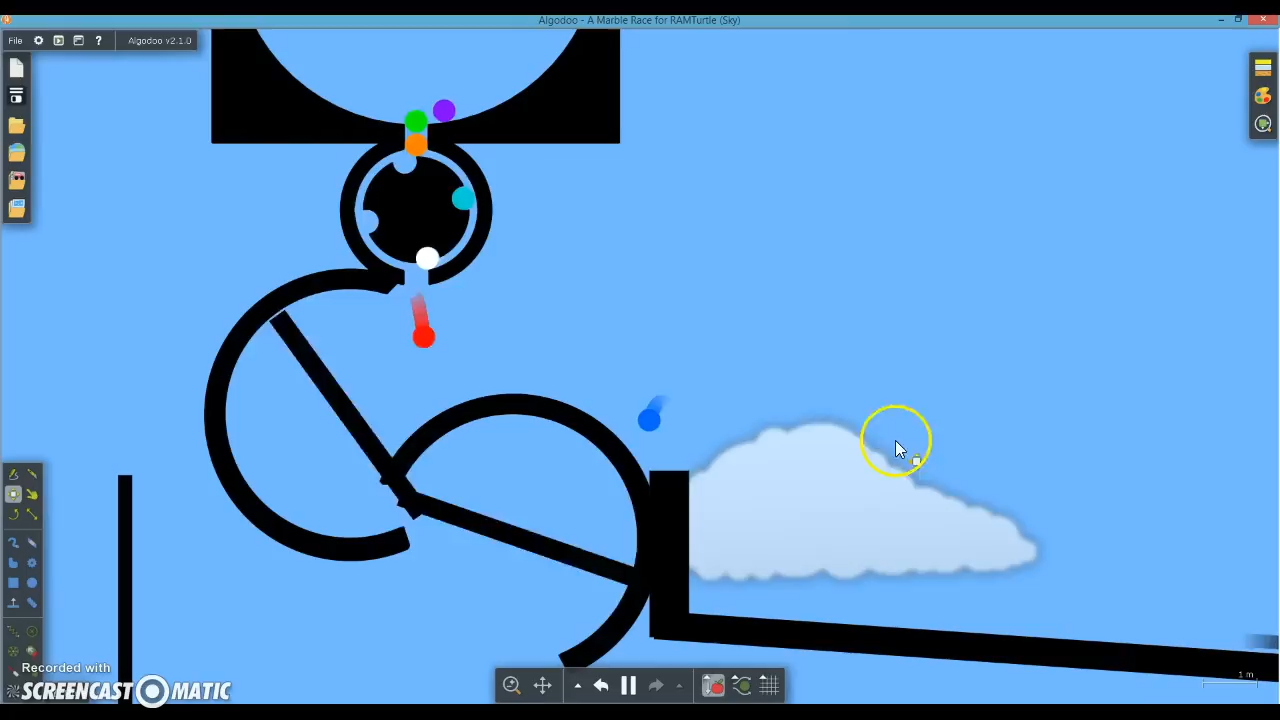 Algodoo - A Marble Race for RAMTurtle (Sky)
File ? Algodoo v2.1.0
1 m
Recorded with
SCREENCAST MATIC